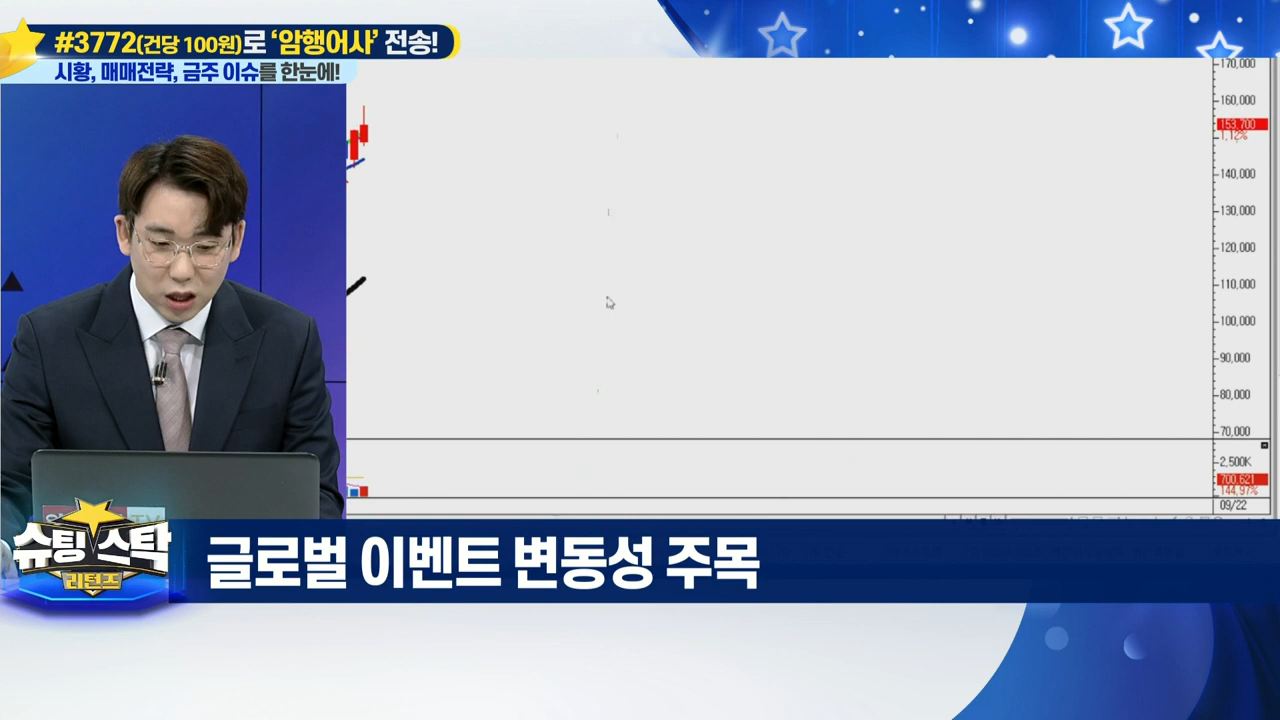 #3772(건당 100원)로 ‘암행어사’ 전송!
시황, 매매전략, 금주 이슈를 한눈에!
170,000
160,000
153,700
1.12%
140,000
130,000
120,000
110,000
100,000
90,000
80,000
70,000
2,500K
700,621
144.97%
09/22
슈팅 스탁
리턴즈
글로벌 이벤트 변동성 주목